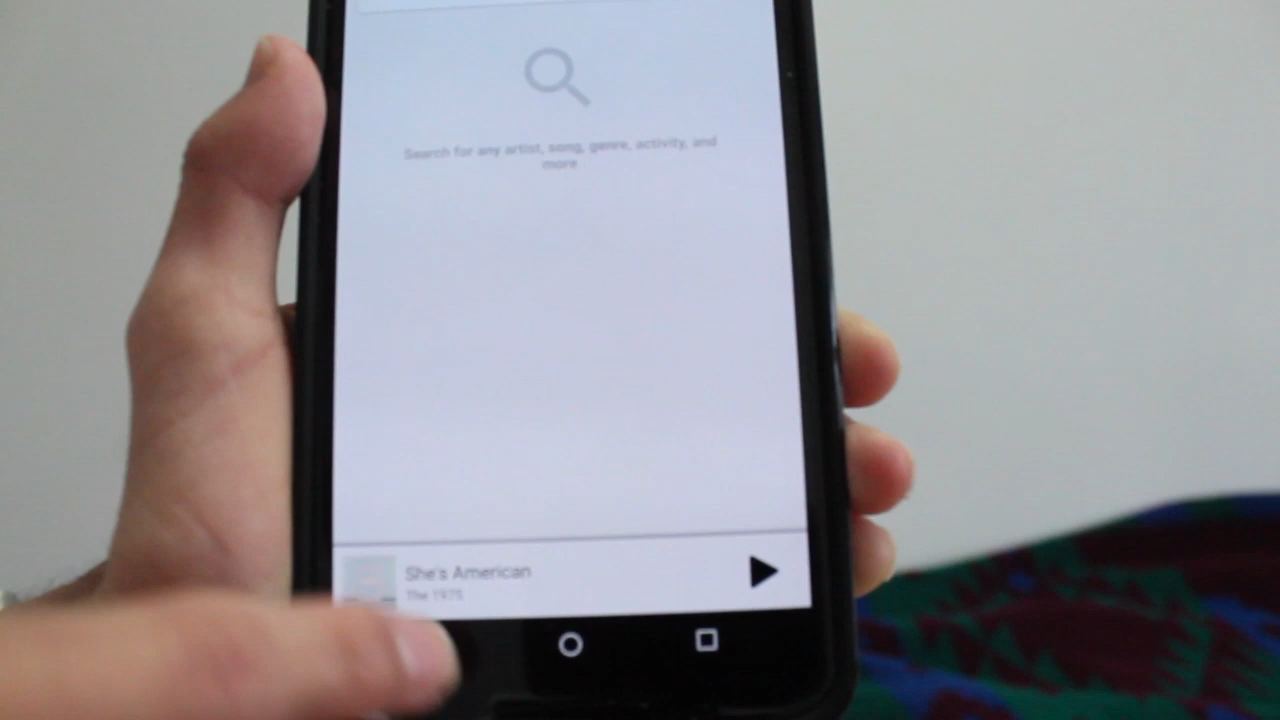 Search for any artist, song, genre, activity, and
more
She's American
The 1975